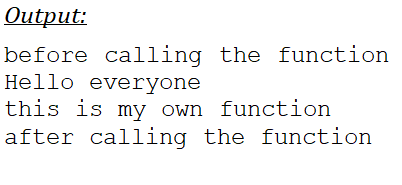 Output:
before calling the function
Hello everyone
this is my own function
after calling the function